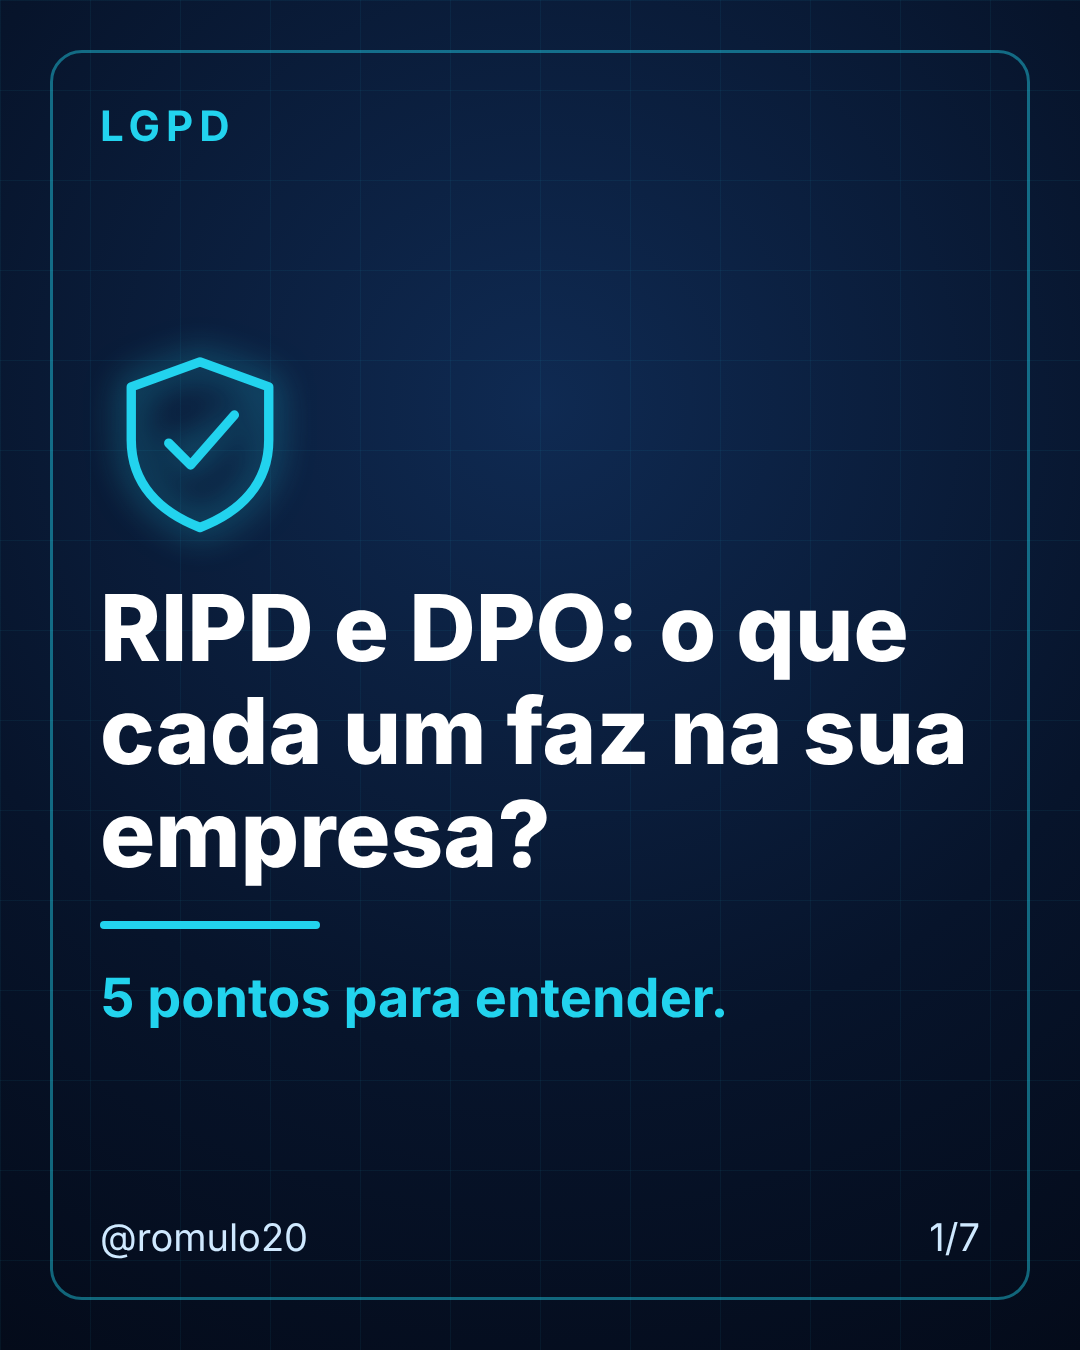 LGPD
RIPD e DPO: o que
cada um faz na sua
empresa?
5 pontos para entender.
@romulo20
1/7